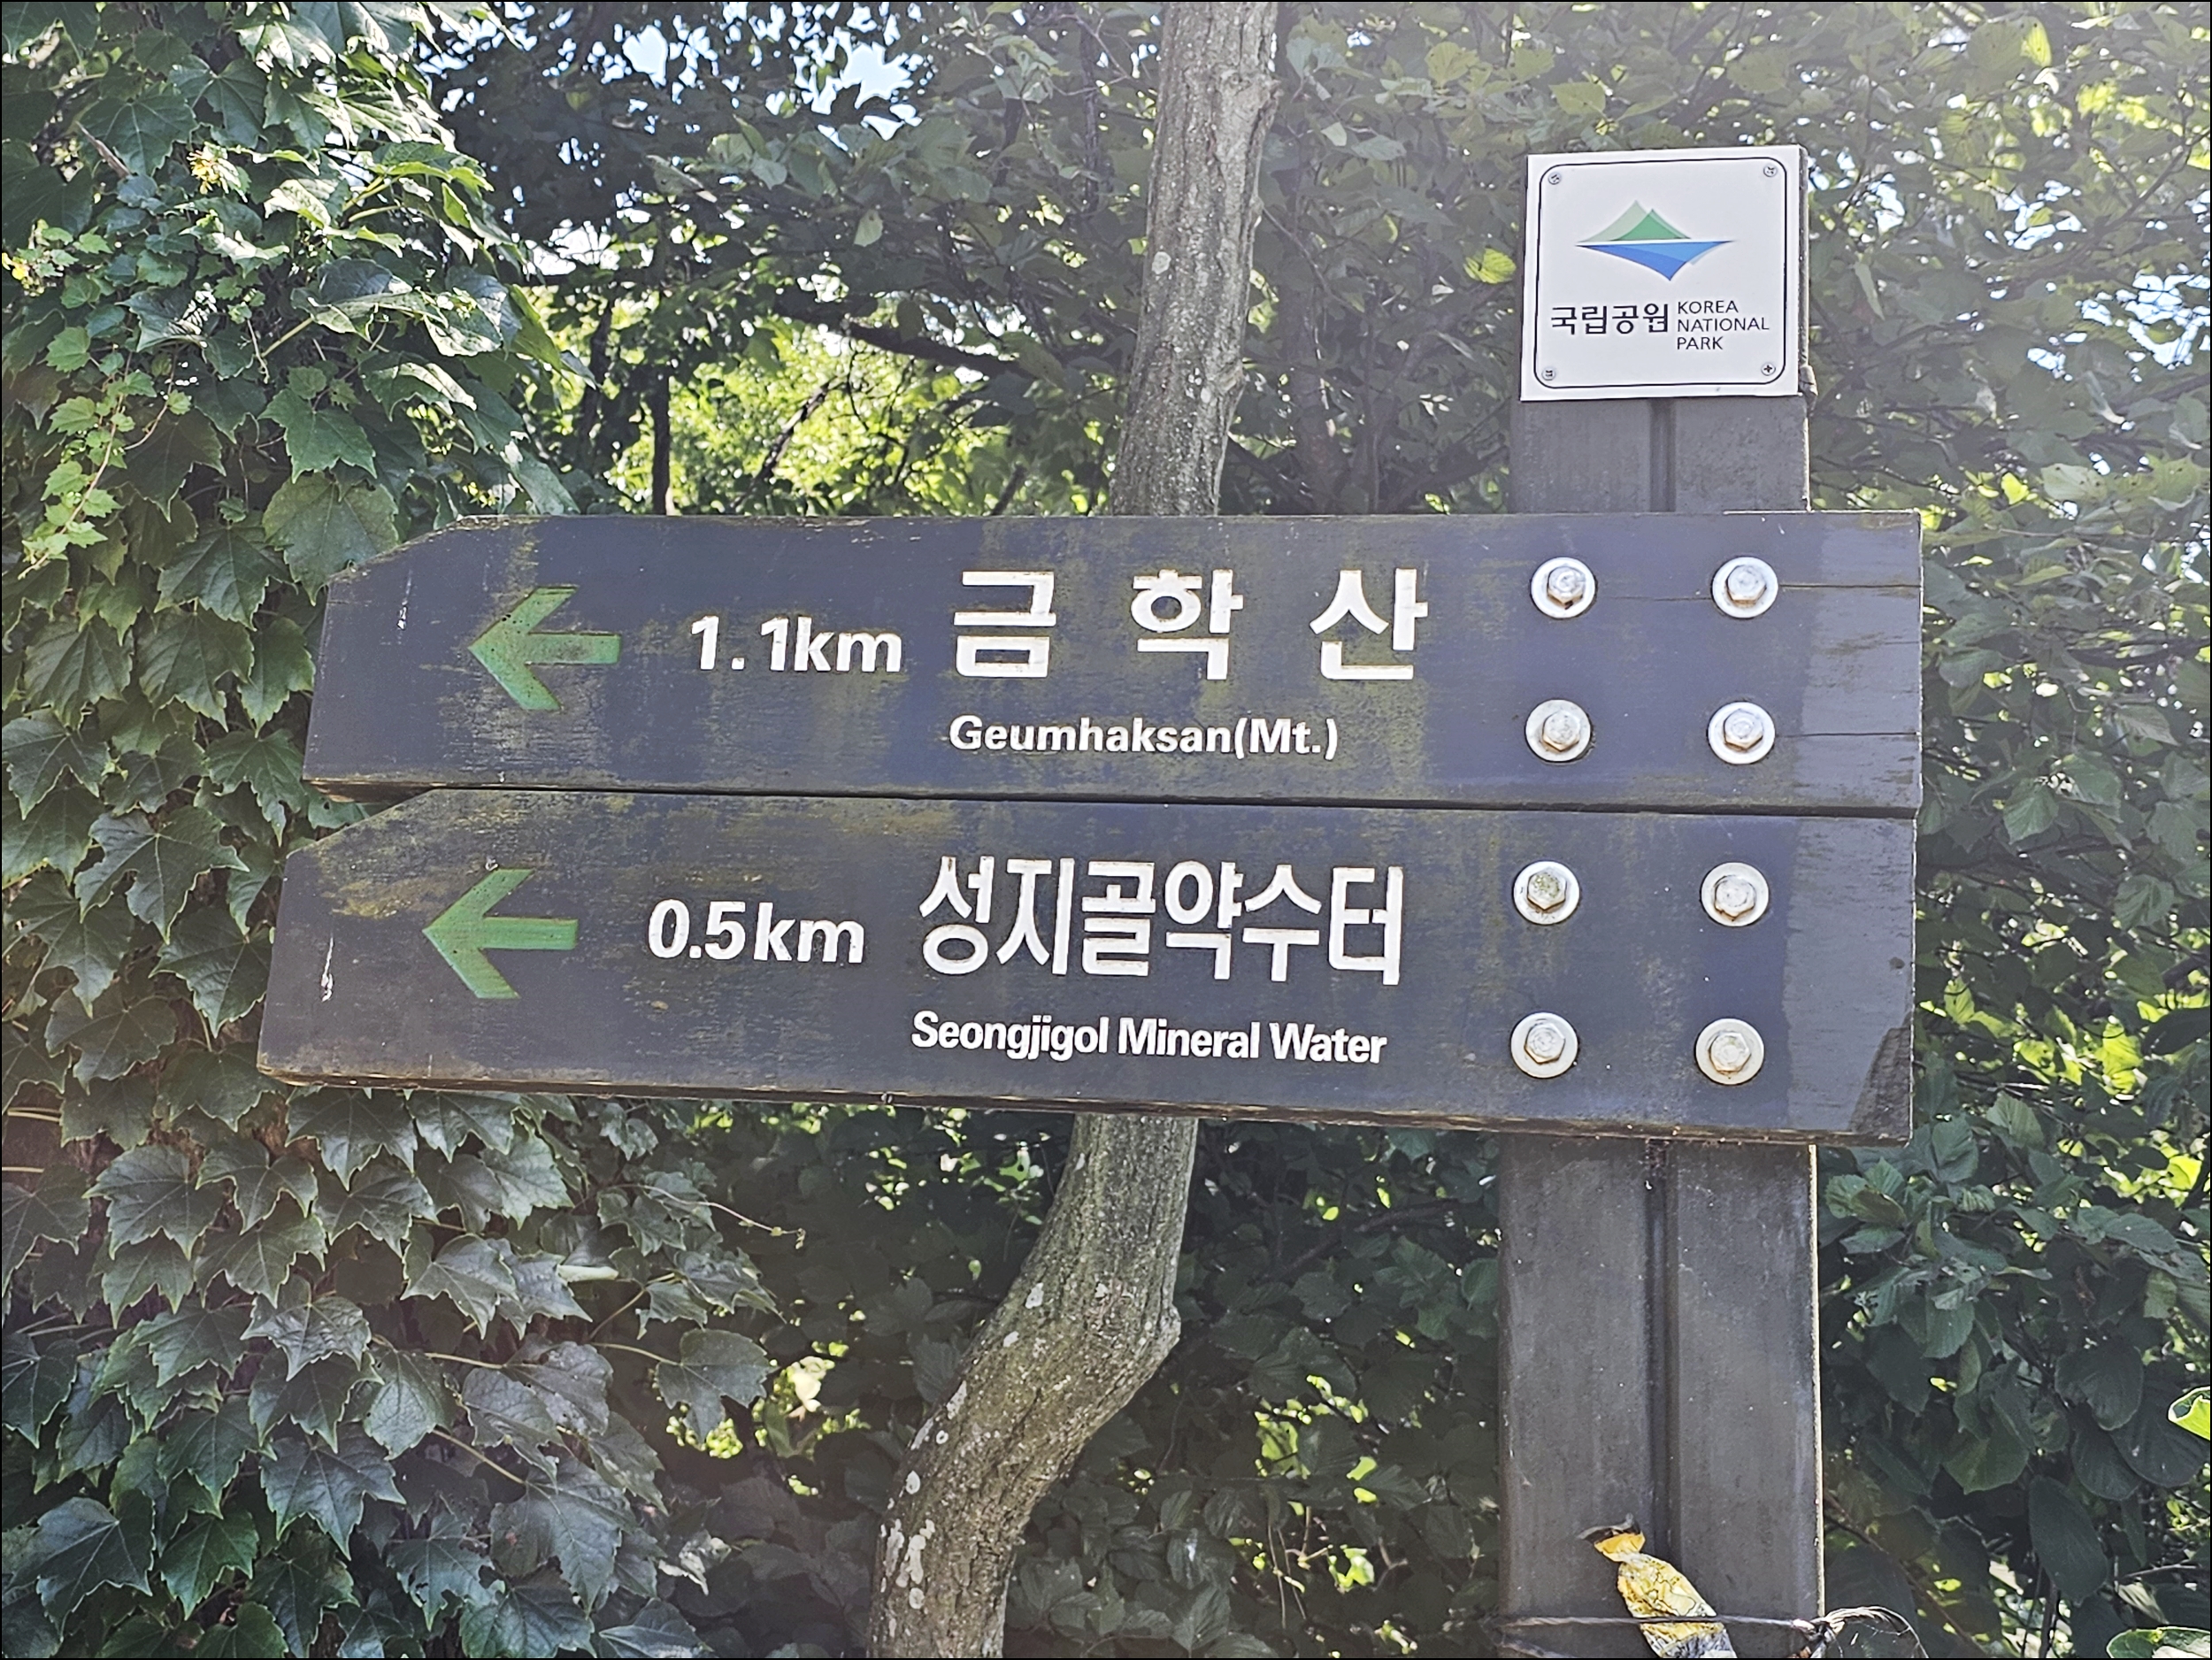 국립공원 KOREA
NATIONAL
PARK
1.1km 금 학 산
Geumhaksan(Mt.)
0.5km 성지골약수터
Seongjigol Mineral Water